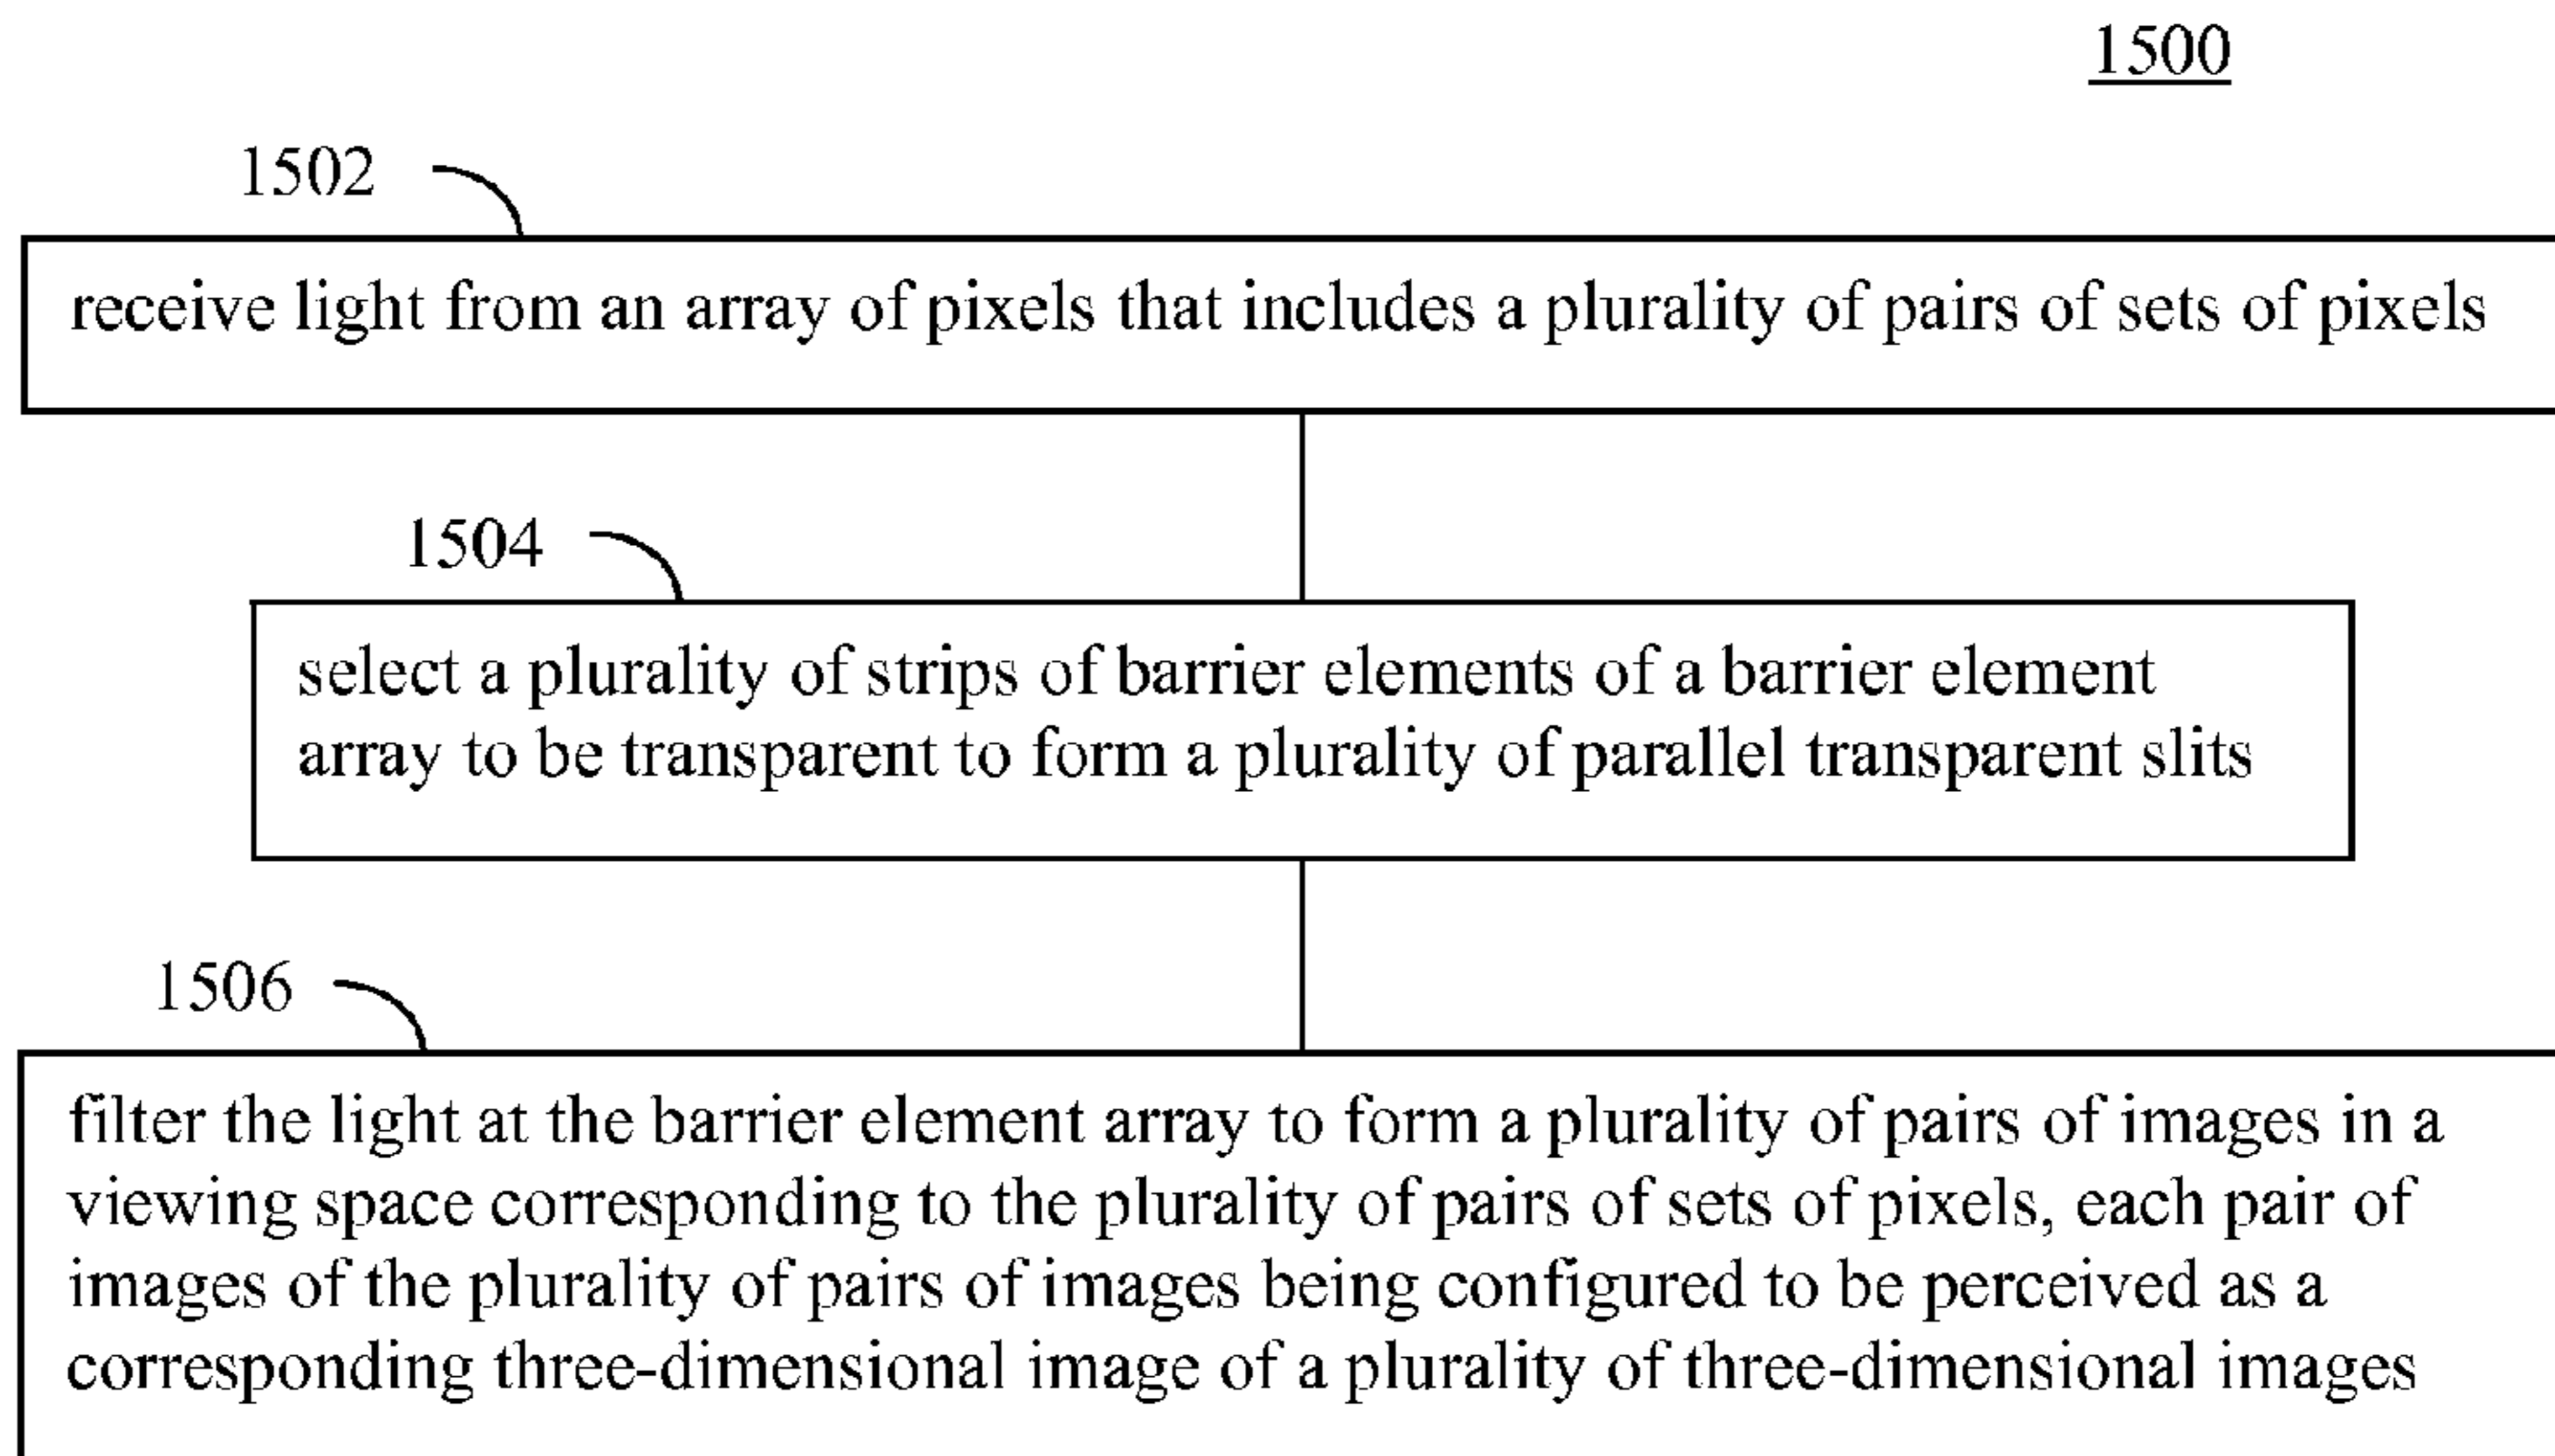 1500
1502
receive light from an array of pixels that includes a plurality of pairs of sets of pixels
1504
select a plurality of strips of barrier elements of a barrier element
array to be transparent to form a plurality of parallel transparent slits
1506
filter the light at the barrier element array to form a plurality of pairs of images in a
viewing space corresponding to the plurality of pairs of sets of pixels, each pair of
images of the plurality of pairs of images being configured to be perceived as a
corresponding three-dimensional image of a plurality of three-dimensional images